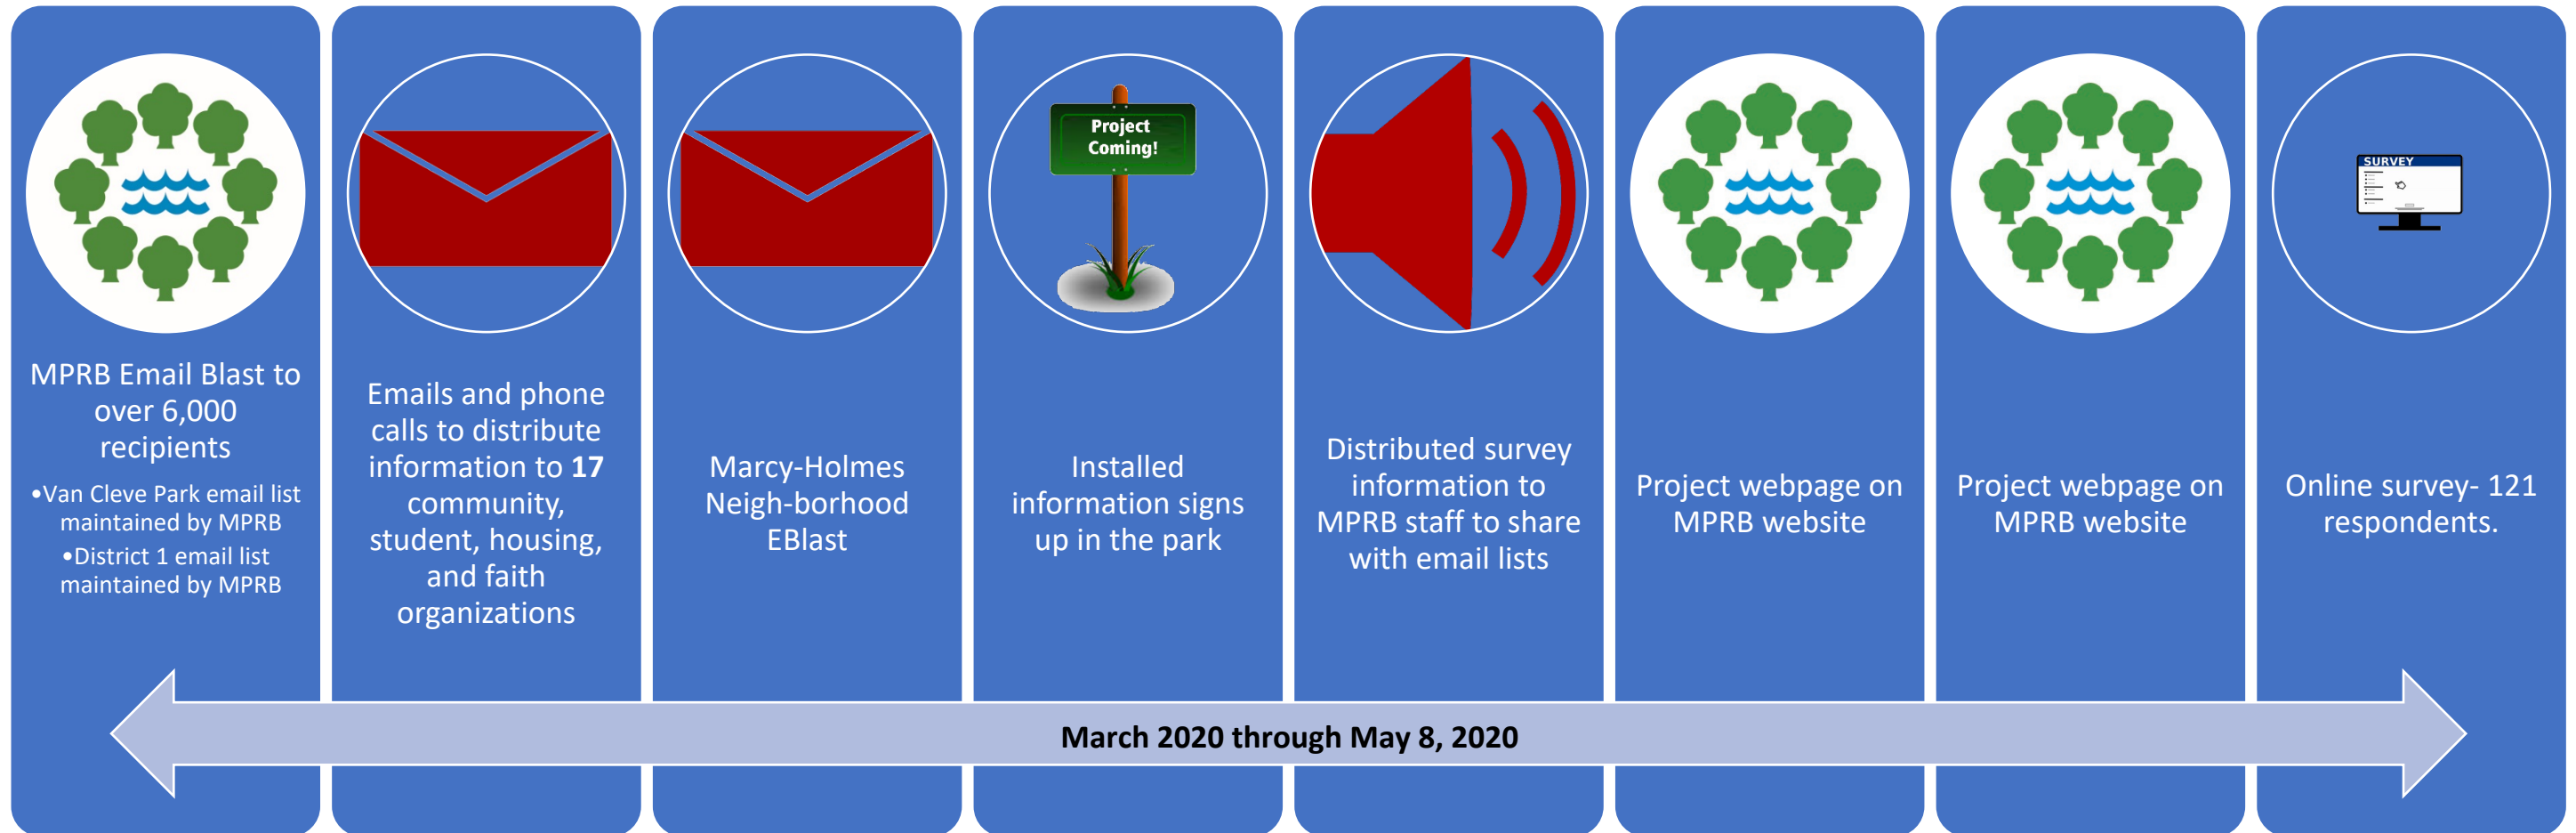 MPRB Email Blast to
over 6,000
recipients
•Van Cleve Park email list
maintained by MPRB
•District 1 email list
maintained by MPRB
Emails and phone
calls to distribute
information to 17
community,
student, housing,
and faith
organizations
Marcy-Holmes
Neigh-borhood
EBlast
Project
Coming!
Installed
information signs
up in the park
Distributed survey
information to
MPRB staff to share
with email lists
Project webpage on
MPRB website
Project webpage on
MPRB website
SURVEY
Online survey- 121
respondents.
March 2020 through May 8, 2020